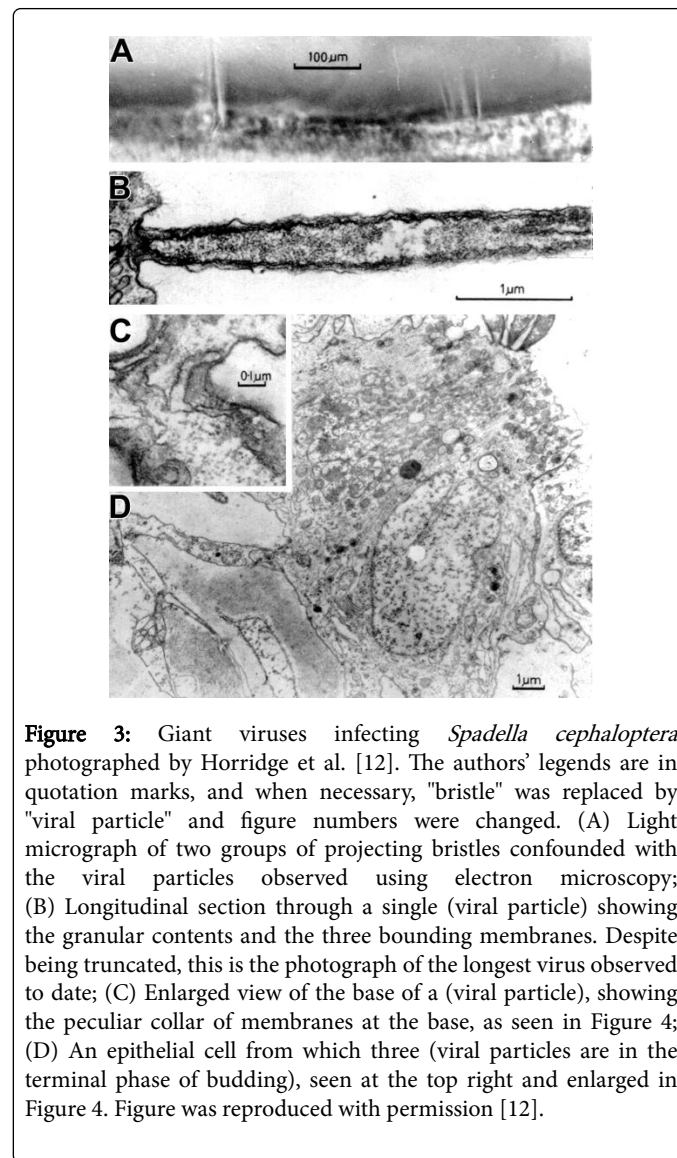 A
100µm
B
1µm
C
0·1µm
D
1µm
Figure 3: Giant viruses infecting Spadella cephaloptera
photographed by Horridge et al. [12]. The authors’ legends are in
quotation marks, and when necessary, "bristle" was replaced by
"viral particle" and figure numbers were changed. (A) Light
micrograph of two groups of projecting bristles confounded with
the viral particles observed using electron microscopy;
(B) Longitudinal section through a single (viral particle) showing
the granular contents and the three bounding membranes. Despite
being truncated, this is the photograph of the longest virus observed
to date; (C) Enlarged view of the base of a (viral particle), showing
the peculiar collar of membranes at the base, as seen in Figure 4;
(D) An epithelial cell from which three (viral particles are in the
terminal phase of budding), seen at the top right and enlarged in
Figure 4. Figure was reproduced with permission [12].